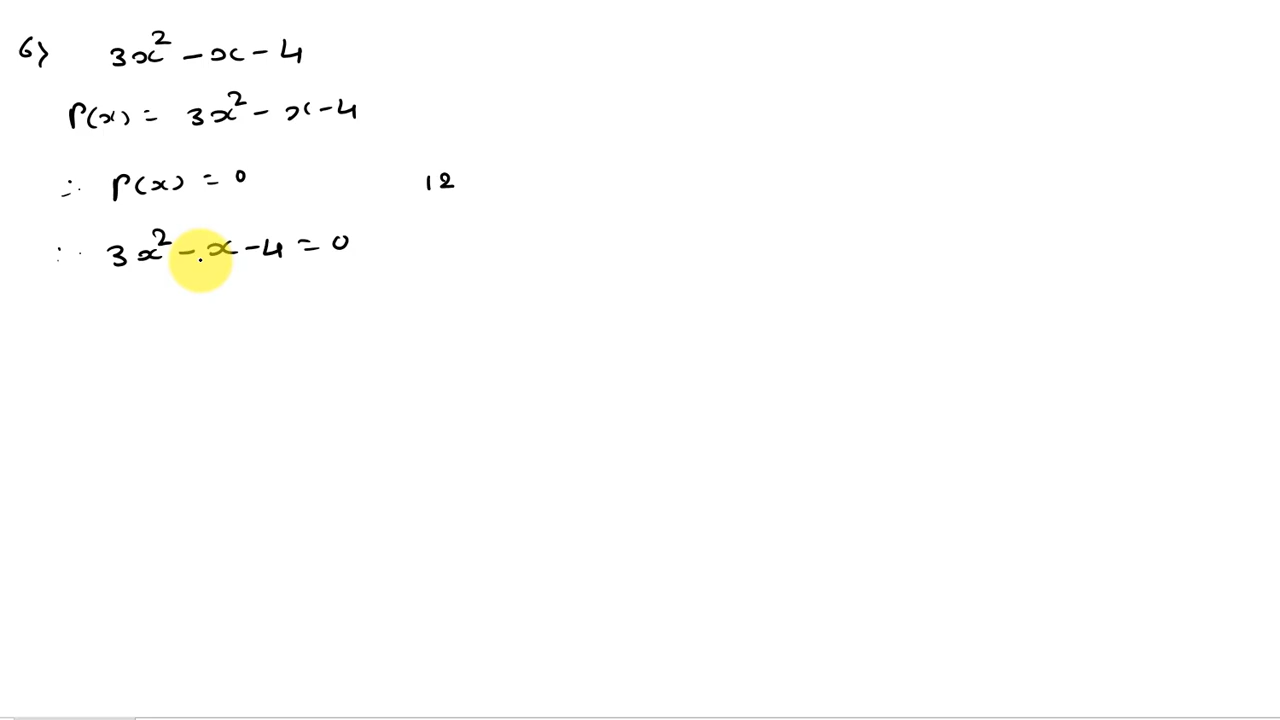 6) 3x² - x - 4
P(x) = 3x² - x - 4
∴ P(x) = 0 12
∴ 3x² - x - 4 = 0